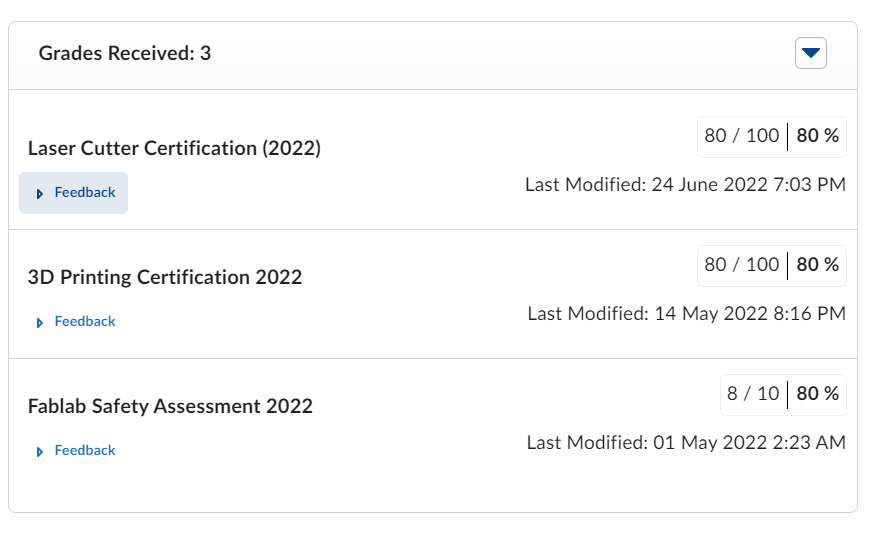 Grades Received: 3
Laser Cutter Certification (2022)
80 / 100 | 80 %
Feedback
Last Modified: 24 June 2022 7:03 PM
3D Printing Certification 2022
80 / 100 | 80 %
Feedback
Last Modified: 14 May 2022 8:16 PM
Fablab Safety Assessment 2022
8 / 10 | 80 %
Feedback
Last Modified: 01 May 2022 2:23 AM